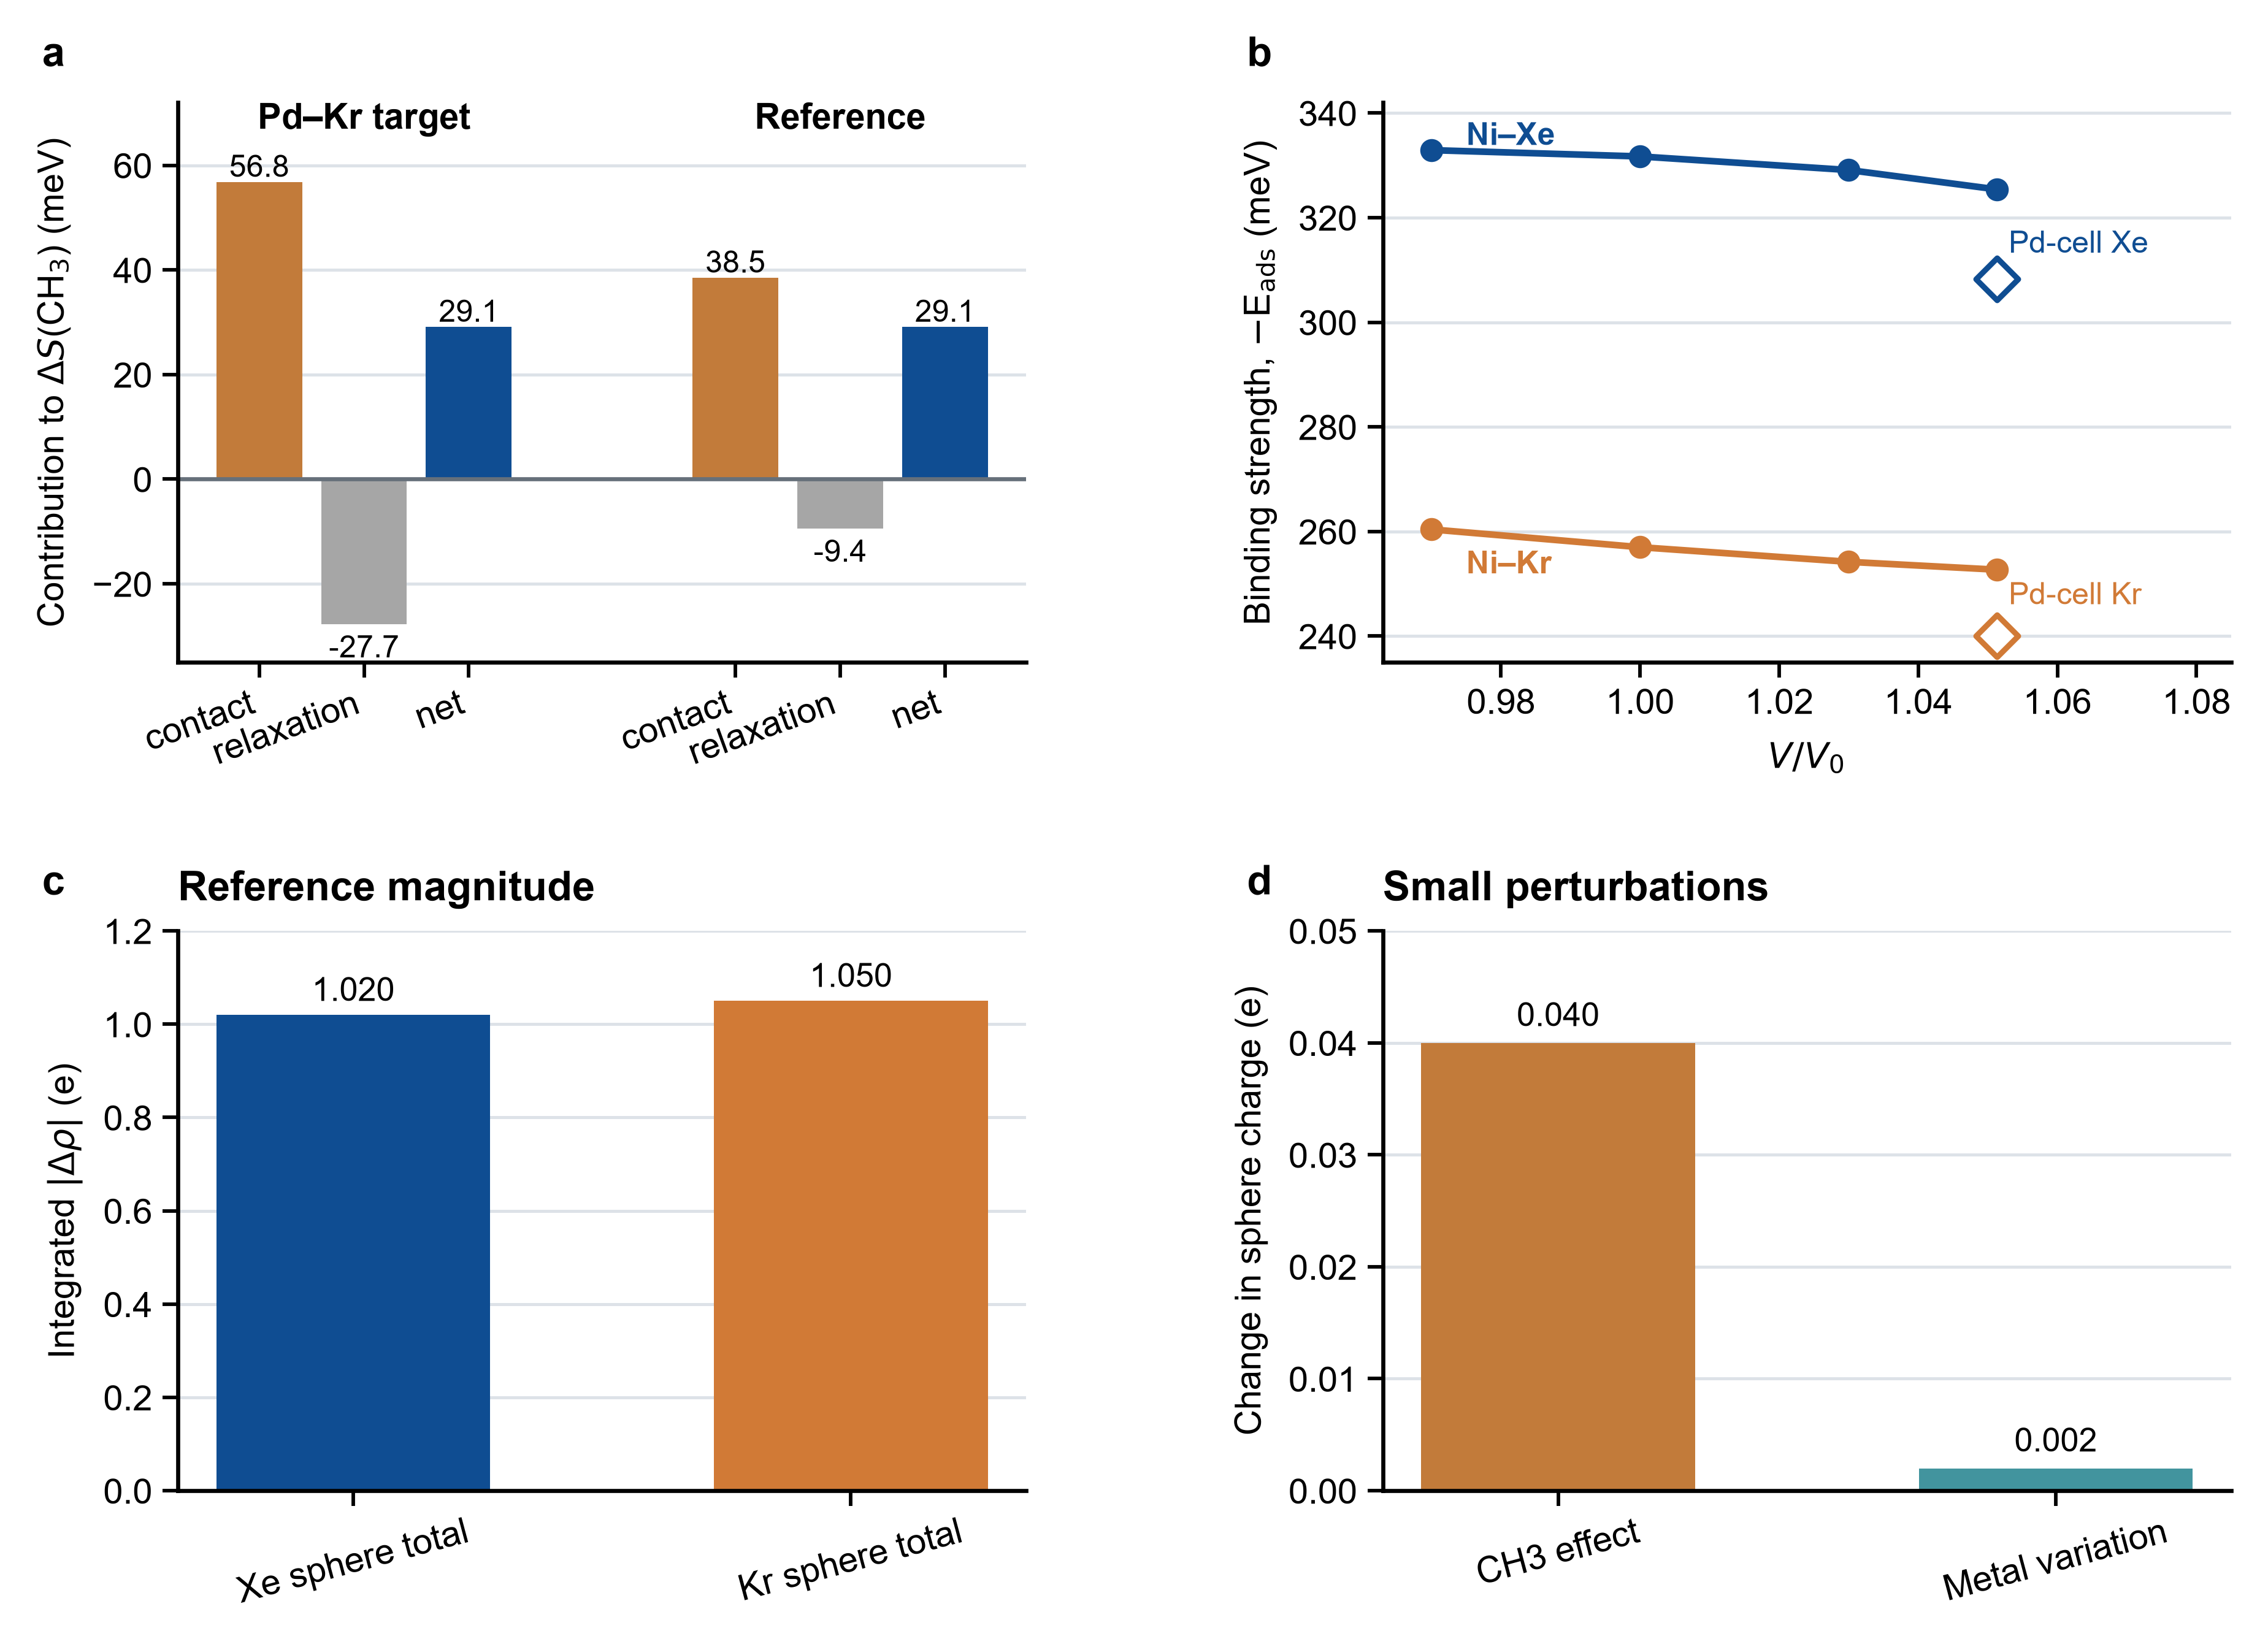 a
Pd–Kr target
Reference
Contribution to ΔS(CH₃) (meV)
60
40
20
0
−20
56.8
-27.7
29.1
38.5
-9.4
29.1
contact
relaxation
net
contact
relaxation
net
b
Binding strength, −E_ads (meV)
340
320
300
280
260
240
Ni–Xe
Pd-cell Xe
Ni–Kr
Pd-cell Kr
0.98
1.00
1.02
1.04
1.06
1.08
V/V₀
c
Reference magnitude
Integrated |Δρ| (e)
1.2
1.0
0.8
0.6
0.4
0.2
0.0
1.020
1.050
Xe sphere total
Kr sphere total
d
Small perturbations
Change in sphere charge (e)
0.05
0.04
0.03
0.02
0.01
0.00
0.040
0.002
CH3 effect
Metal variation